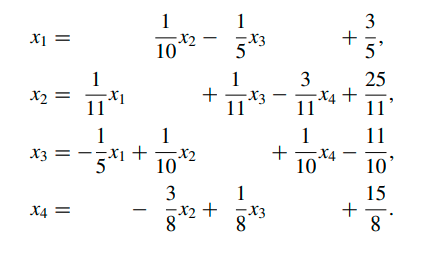 x₁ = 1/10 x₂ − 1/5 x₃ + 3/5,
x₂ = 1/11 x₁ + 1/11 x₃ − 3/11 x₄ + 25/11,
x₃ = −1/5 x₁ + 1/10 x₂ + 1/10 x₄ − 11/10,
x₄ = − 3/8 x₂ + 1/8 x₃ + 15/8.